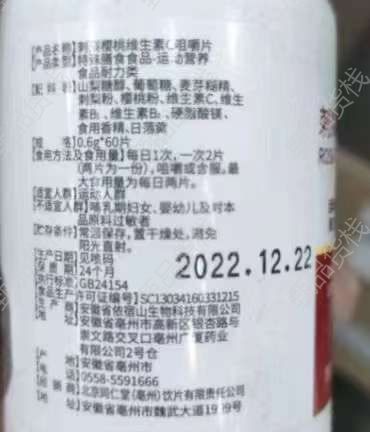 [产品名称]刺梨樱桃维生素C咀嚼片
[产品类型]特殊膳食食品-运动营养
食品耐力类
[配料表]山梨糖醇、葡萄糖、麦芽糊精、
刺梨粉、樱桃粉、维生素C、维生
素B₁、维生素B₂、硬脂酸镁、
食用香精、日落黄
[规格]0.6g*60片
[食用方法及食用量]每日1次，一次2片
(两片为一份)，咀嚼或含服，最
大食用量为每日两片。
[适宜人群]运动人群
[不适宜人群]哺乳期妇女、婴幼儿及对本
品原料过敏者
[贮存条件]常温保存，置干燥处，避免
阳光直射。
[生产日期]见喷码
[保质期]24个月
[执行标准]GB24154
[食品生产许可证编号]SC13034160331215
安徽省依宿山生物科技有限公司
[地址]安徽省亳州市高新区银杏路与
崇文路交叉口亳州广厦药业
有限公司2号仓
[产地]安徽省亳州市
[电话]0558-5591666
北京同仁堂(亳州)饮片有限责任公司
[地址]安徽省亳州市魏武大道1999号
2022.12.22